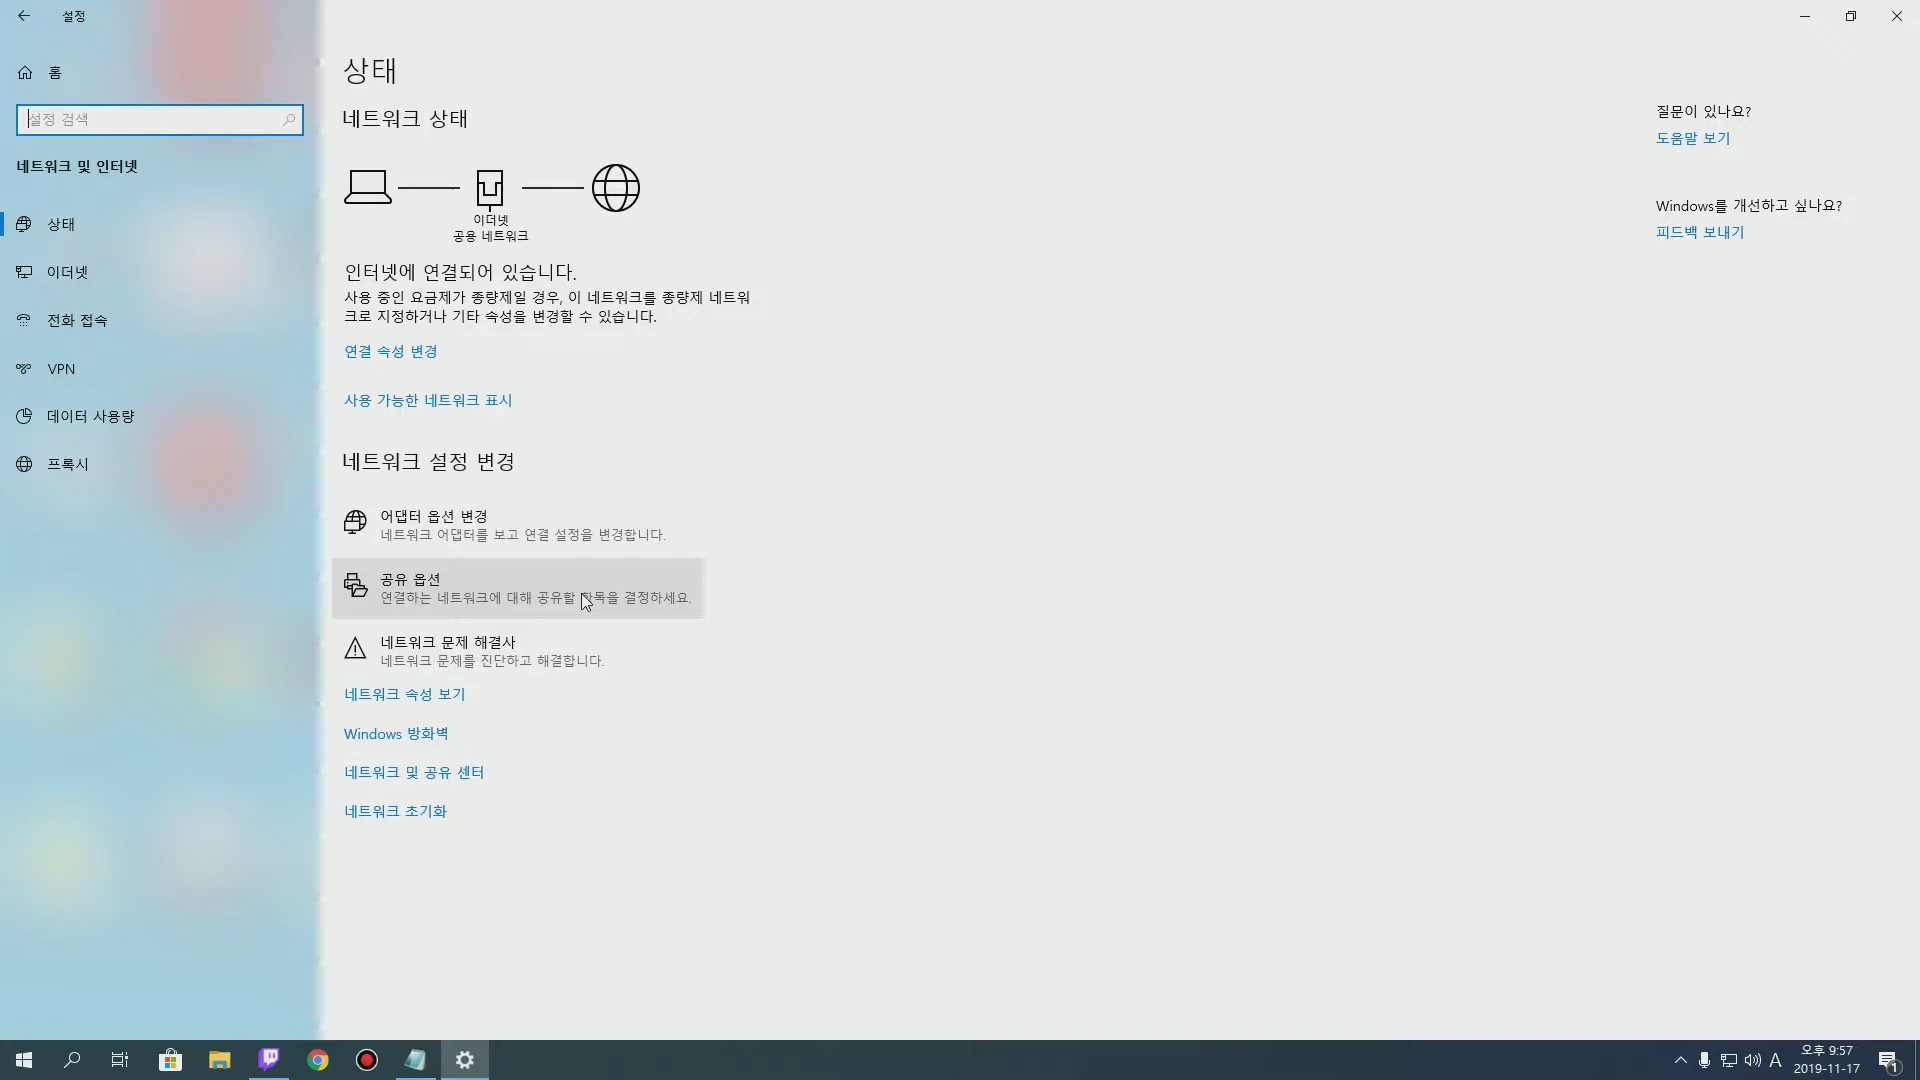 설정
홈
설정 검색
네트워크 및 인터넷
상태
이더넷
전화 접속
VPN
데이터 사용량
프록시
상태
네트워크 상태
이더넷
공용 네트워크
인터넷에 연결되어 있습니다.
사용 중인 요금제가 종량제일 경우, 이 네트워크를 종량제 네트워
크로 지정하거나 기타 속성을 변경할 수 있습니다.
연결 속성 변경
사용 가능한 네트워크 표시
네트워크 설정 변경
어댑터 옵션 변경
네트워크 어댑터를 보고 연결 설정을 변경합니다.
공유 옵션
연결하는 네트워크에 대해 공유할 항목을 결정하세요.
네트워크 문제 해결사
네트워크 문제를 진단하고 해결합니다.
네트워크 속성 보기
Windows 방화벽
네트워크 및 공유 센터
네트워크 초기화
질문이 있나요?
도움말 보기
Windows를 개선하고 싶나요?
피드백 보내기
A
오후 9:57
2019-11-17
1